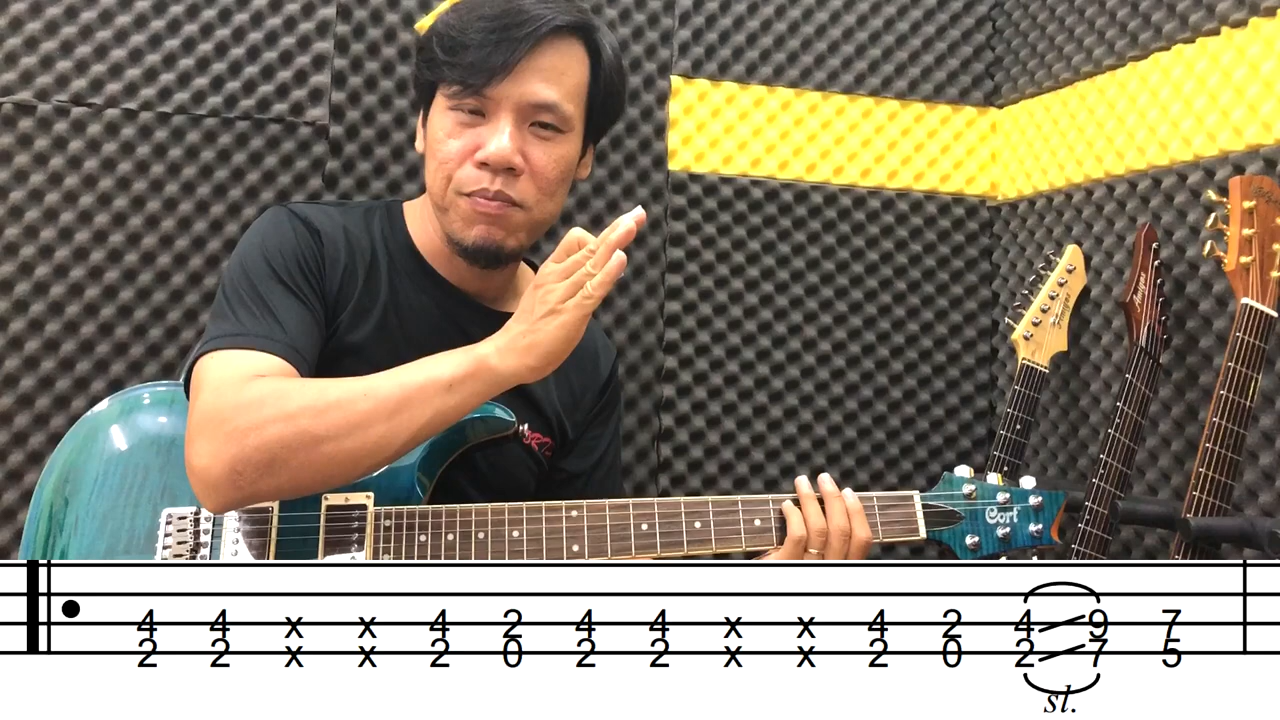 Cort
4 4 x x 4 2 4 4 x x 4 2 4 9 7
2 2 x x 2 0 2 2 x x 2 0 2 7 5
sl.